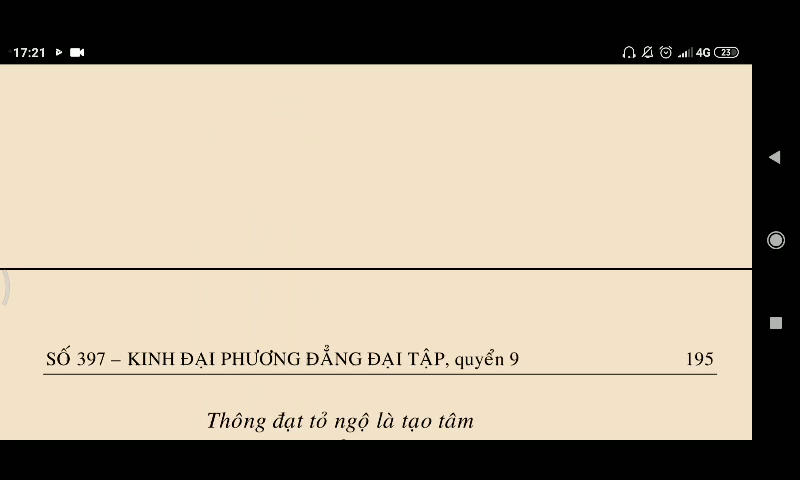 17:21
4G 23
SỐ 397 – KINH ĐẠI PHƯƠNG ĐẲNG ĐẠI TẬP, quyển 9 195
Thông đạt tỏ ngộ là tạo tâm